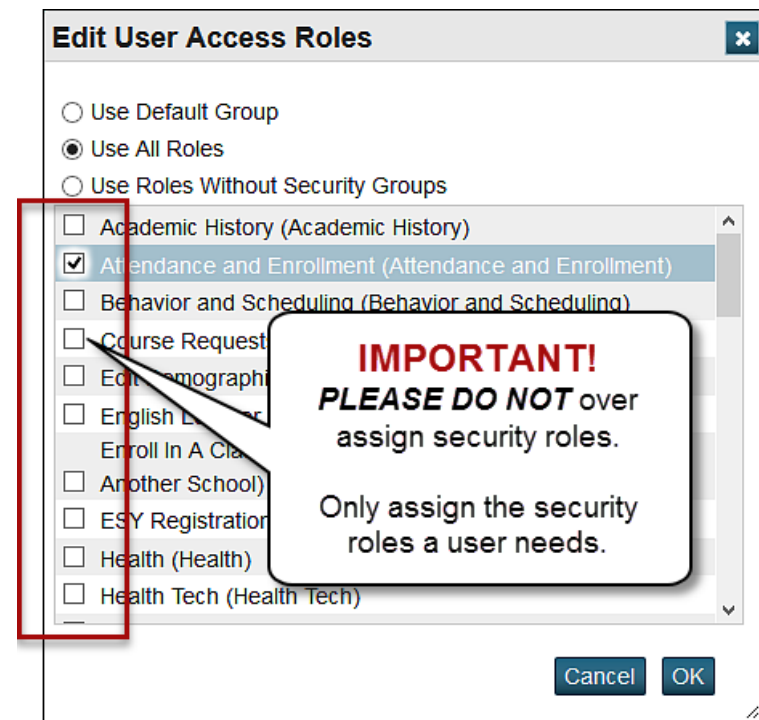 Edit User Access Roles
Use Default Group
Use All Roles
Use Roles Without Security Groups
Academic History (Academic History)
Attendance and Enrollment (Attendance and Enrollment)
Behavior and Scheduling (Behavior and Scheduling)
Course Request
Edit
English
Enroll In A
Another School)
ESY Registration
Health (Health)
Health Tech (Health Tech)
IMPORTANT!
PLEASE DO NOT over
assign security roles.
Only assign the security
roles a user needs.
Cancel OK